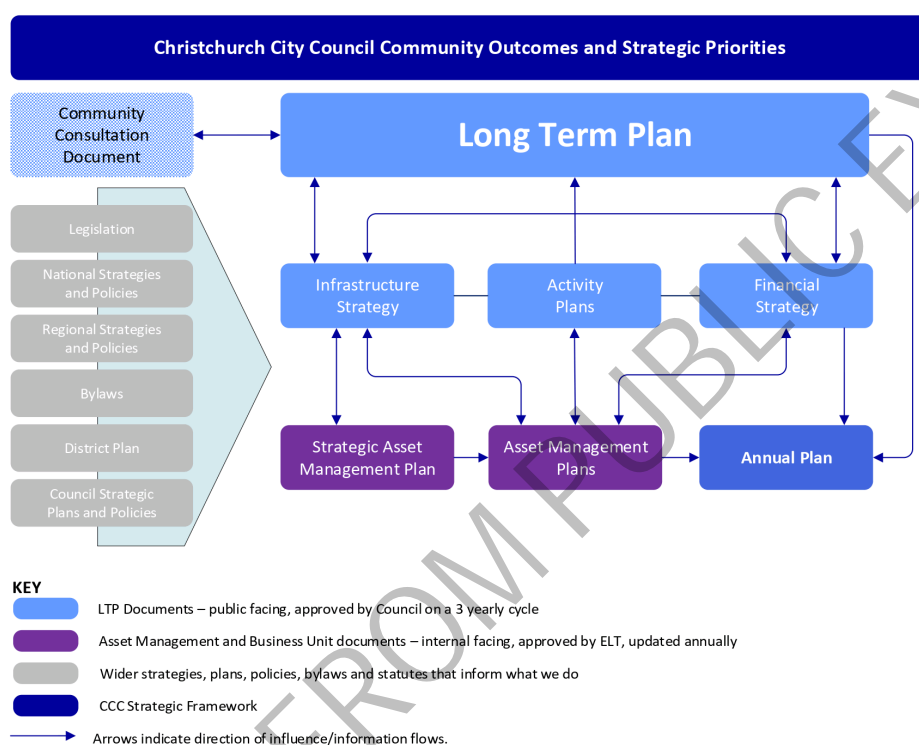 Christchurch City Council Community Outcomes and Strategic Priorities
Community
Consultation
Document
Long Term Plan
Legislation
National Strategies
and Policies
Regional Strategies
and Policies
Bylaws
District Plan
Council Strategic
Plans and Policies
Infrastructure
Strategy
Activity
Plans
Financial
Strategy
Strategic Asset
Management Plan
Asset Management
Plans
Annual Plan
KEY
LTP Documents – public facing, approved by Council on a 3 yearly cycle
Asset Management and Business Unit documents – internal facing, approved by ELT, updated annually
Wider strategies, plans, policies, bylaws and statutes that inform what we do
CCC Strategic Framework
Arrows indicate direction of influence/information flows.
FROM PUBLIC